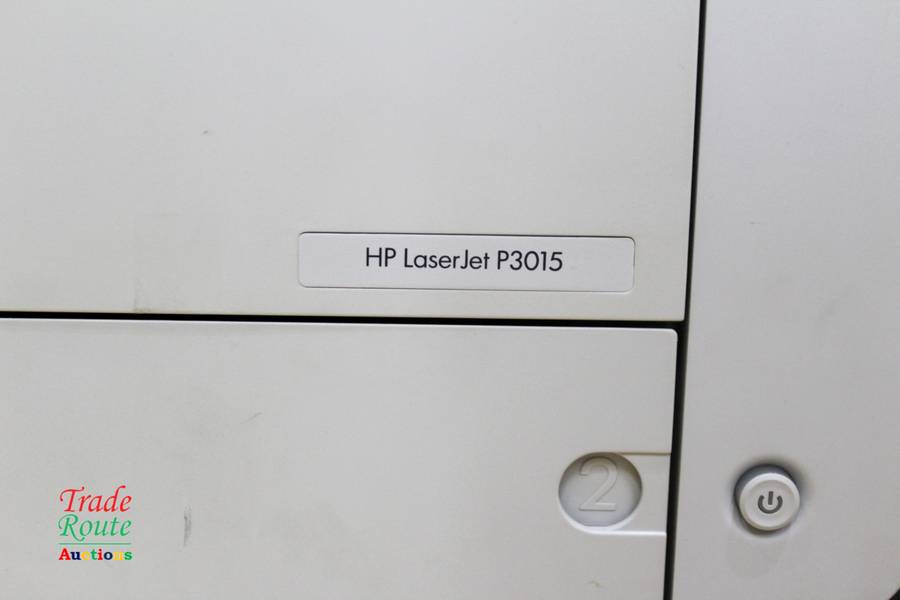 HP LaserJet P3015
2
Trade
Route
Auctions